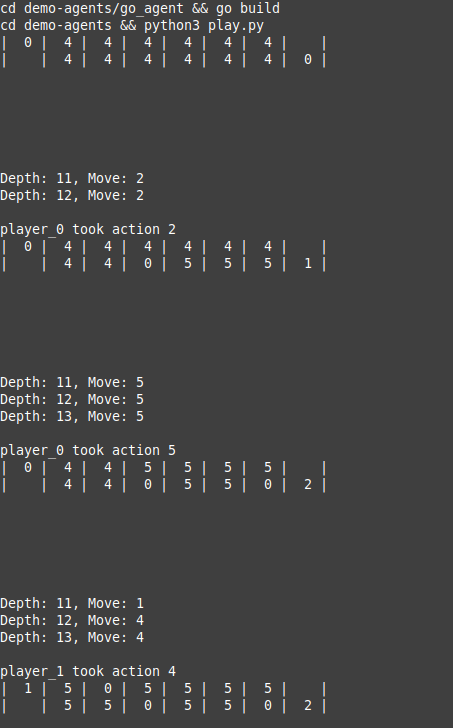 cd demo-agents/go_agent && go build
cd demo-agents && python3 play.py
|  0 |  4 |  4 |  4 |  4 |  4 |  4 |    |
|    |  4 |  4 |  4 |  4 |  4 |  4 |  0 |
Depth: 11, Move: 2
Depth: 12, Move: 2
player_0 took action 2
|  0 |  4 |  4 |  4 |  4 |  4 |  4 |    |
|    |  4 |  4 |  0 |  5 |  5 |  5 |  1 |
Depth: 11, Move: 5
Depth: 12, Move: 5
Depth: 13, Move: 5
player_0 took action 5
|  0 |  4 |  4 |  5 |  5 |  5 |  5 |    |
|    |  4 |  4 |  0 |  5 |  5 |  0 |  2 |
Depth: 11, Move: 1
Depth: 12, Move: 4
Depth: 13, Move: 4
player_1 took action 4
|  1 |  5 |  0 |  5 |  5 |  5 |  5 |    |
|    |  5 |  5 |  0 |  5 |  5 |  0 |  2 |